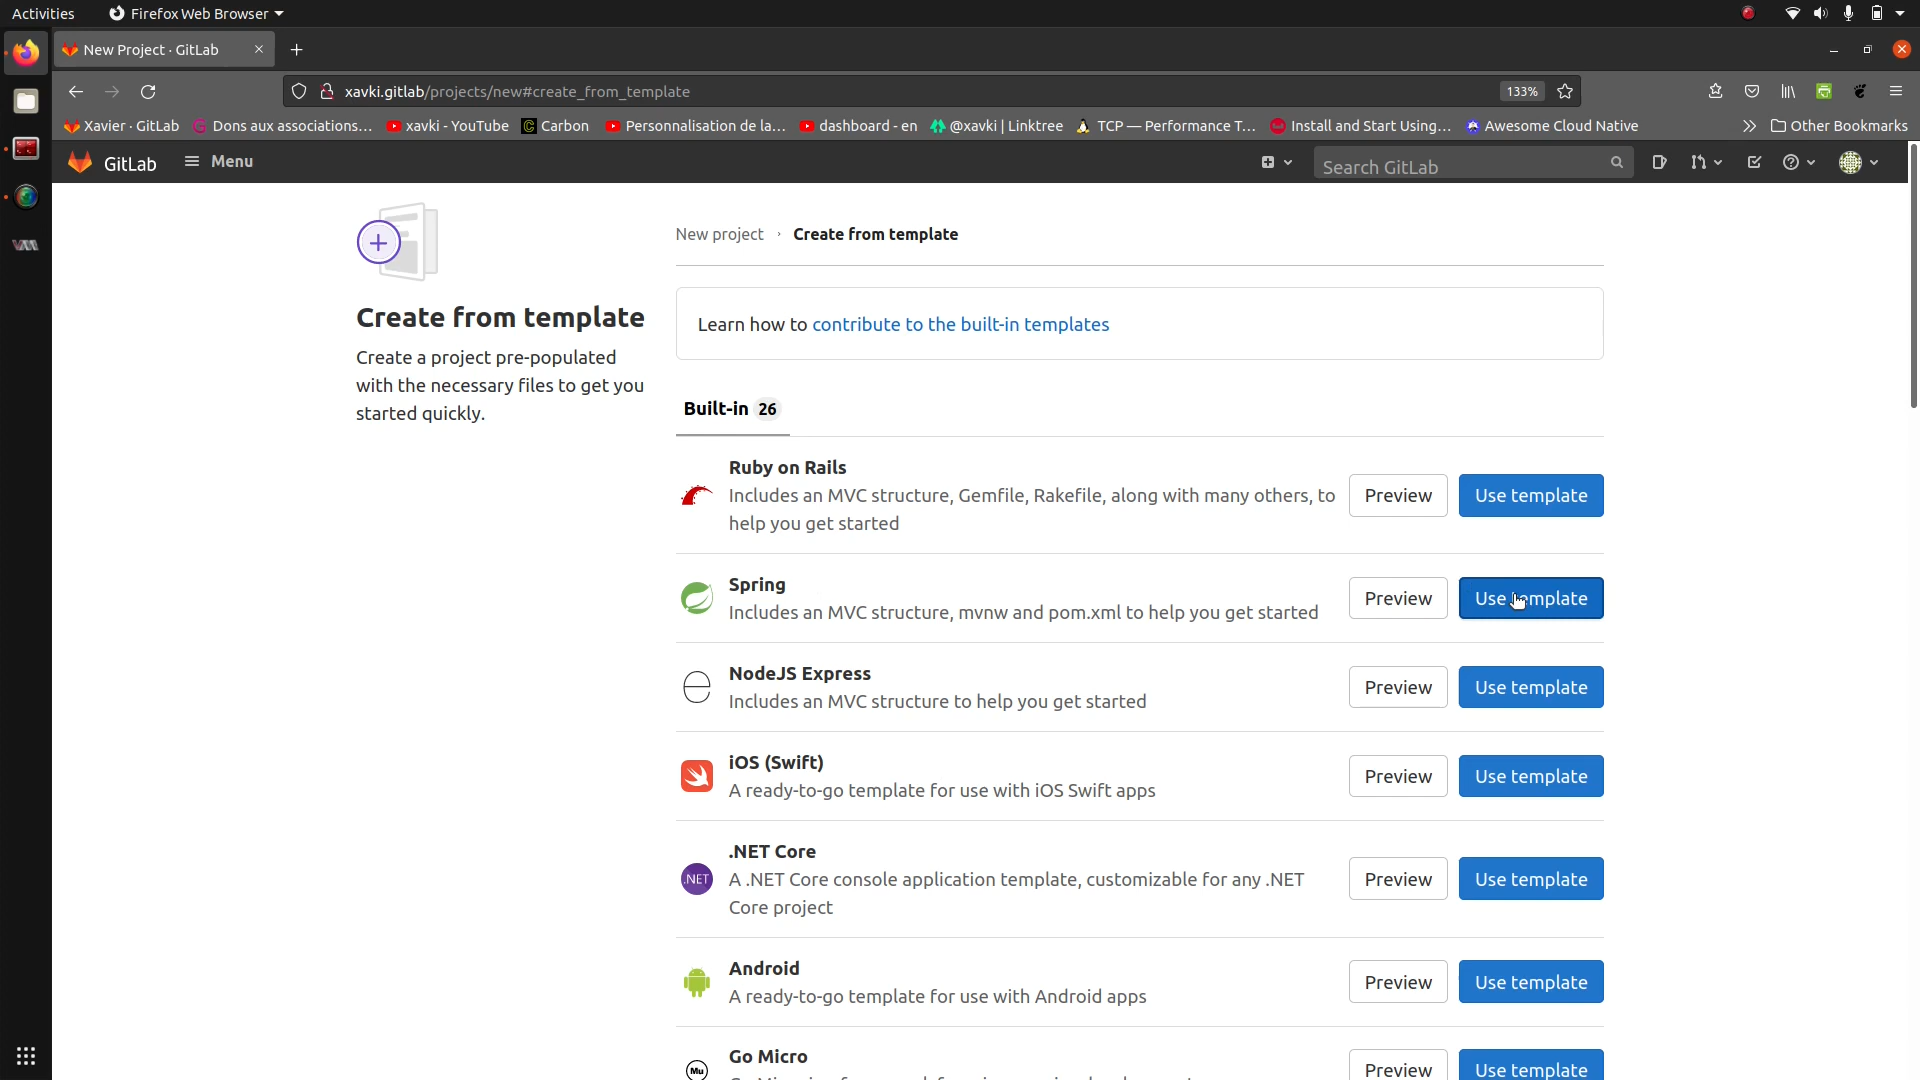 Activities
Firefox Web Browser
New Project · GitLab
xavki.gitlab/projects/new#create_from_template
133%
Xavier · GitLab
Dons aux associations...
xavki - YouTube
Carbon
Personnalisation de la...
dashboard - en
@xavki | Linktree
TCP — Performance T...
Install and Start Using...
Awesome Cloud Native
Other Bookmarks
GitLab
Menu
Search GitLab
New project › Create from template
Create from template
Create a project pre-populated
with the necessary files to get you
started quickly.
Learn how to contribute to the built-in templates
Built-in 26
Ruby on Rails
Includes an MVC structure, Gemfile, Rakefile, along with many others, to
help you get started
Preview
Use template
Spring
Includes an MVC structure, mvnw and pom.xml to help you get started
Preview
Use template
NodeJS Express
Includes an MVC structure to help you get started
Preview
Use template
iOS (Swift)
A ready-to-go template for use with iOS Swift apps
Preview
Use template
.NET
.NET Core
A .NET Core console application template, customizable for any .NET
Core project
Preview
Use template
Android
A ready-to-go template for use with Android apps
Preview
Use template
Mu
Go Micro
Preview
Use template